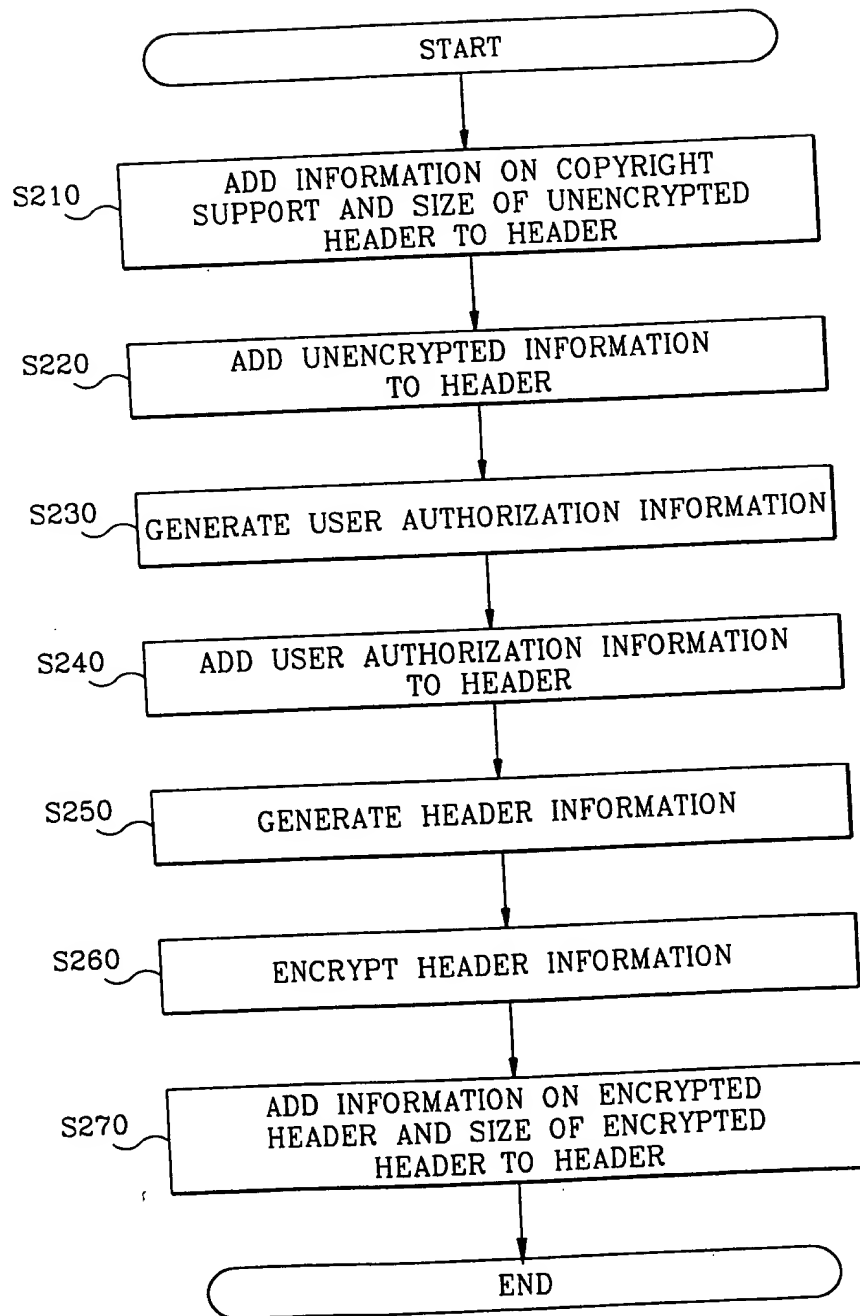 START
S210
ADD INFORMATION ON COPYRIGHT
SUPPORT AND SIZE OF UNENCRYPTED
HEADER TO HEADER
S220
ADD UNENCRYPTED INFORMATION
TO HEADER
S230
GENERATE USER AUTHORIZATION INFORMATION
S240
ADD USER AUTHORIZATION INFORMATION
TO HEADER
S250
GENERATE HEADER INFORMATION
S260
ENCRYPT HEADER INFORMATION
S270
ADD INFORMATION ON ENCRYPTED
HEADER AND SIZE OF ENCRYPTED
HEADER TO HEADER
END